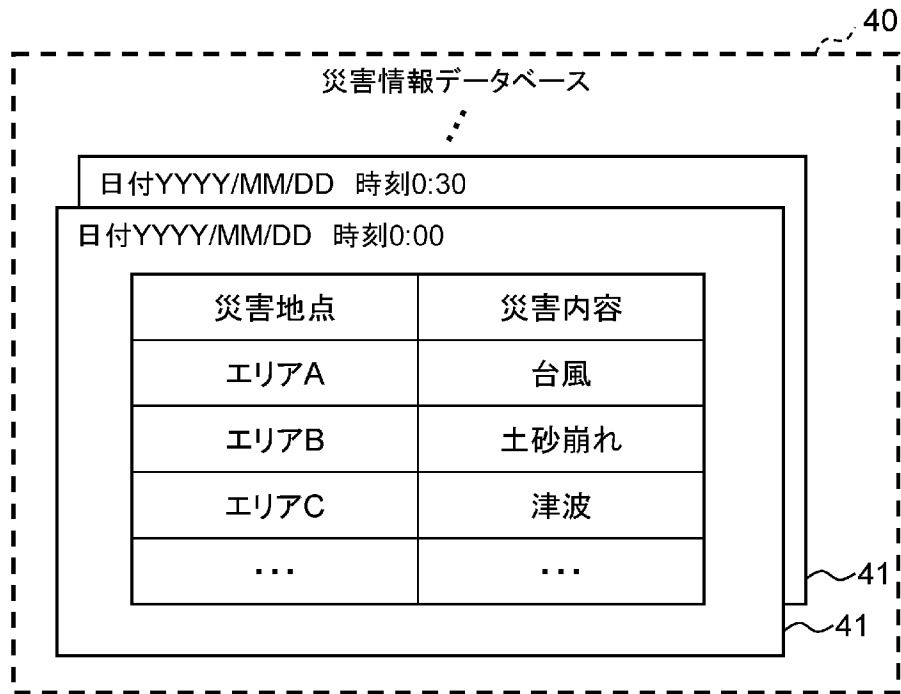 40
災害情報データベース
日付YYYY/MM/DD 時刻0:30
日付YYYY/MM/DD 時刻0:00
災害地点 災害内容
エリアA 台風
エリアB 土砂崩れ
エリアC 津波
・・・ ・・・
41
41